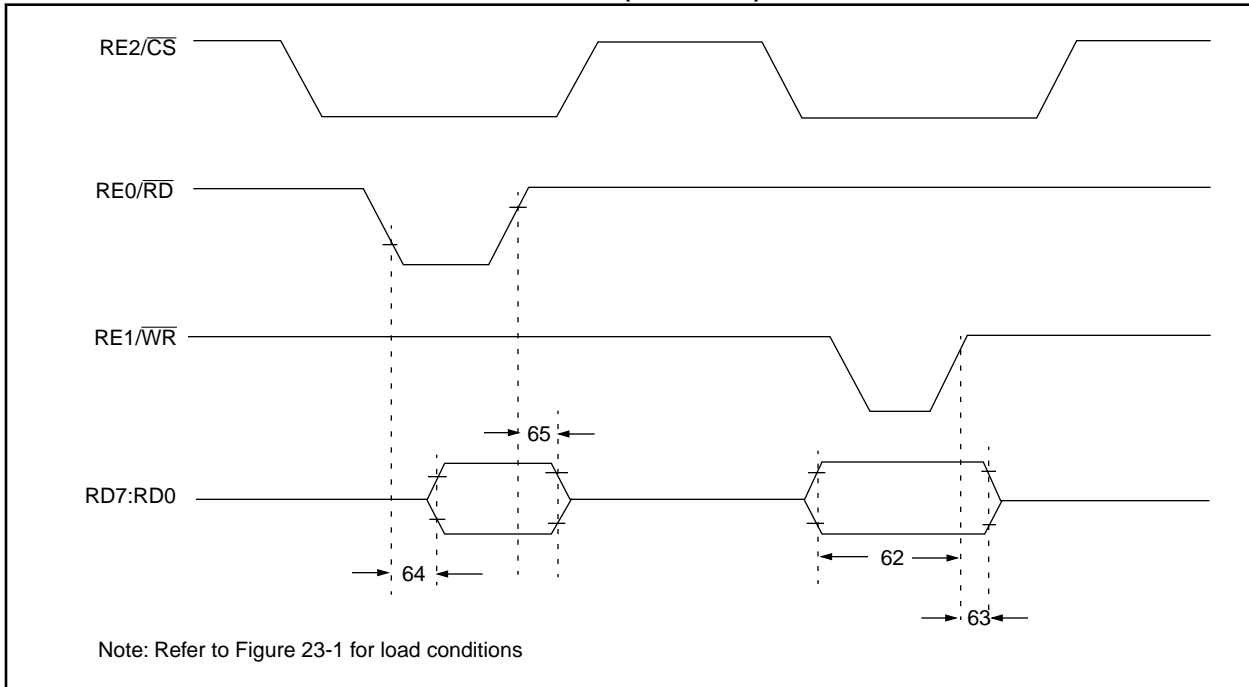 RE2/CS
RE0/RD
RE1/WR
65
RD7:RD0
62
64
63
Note: Refer to Figure 23-1 for load conditions